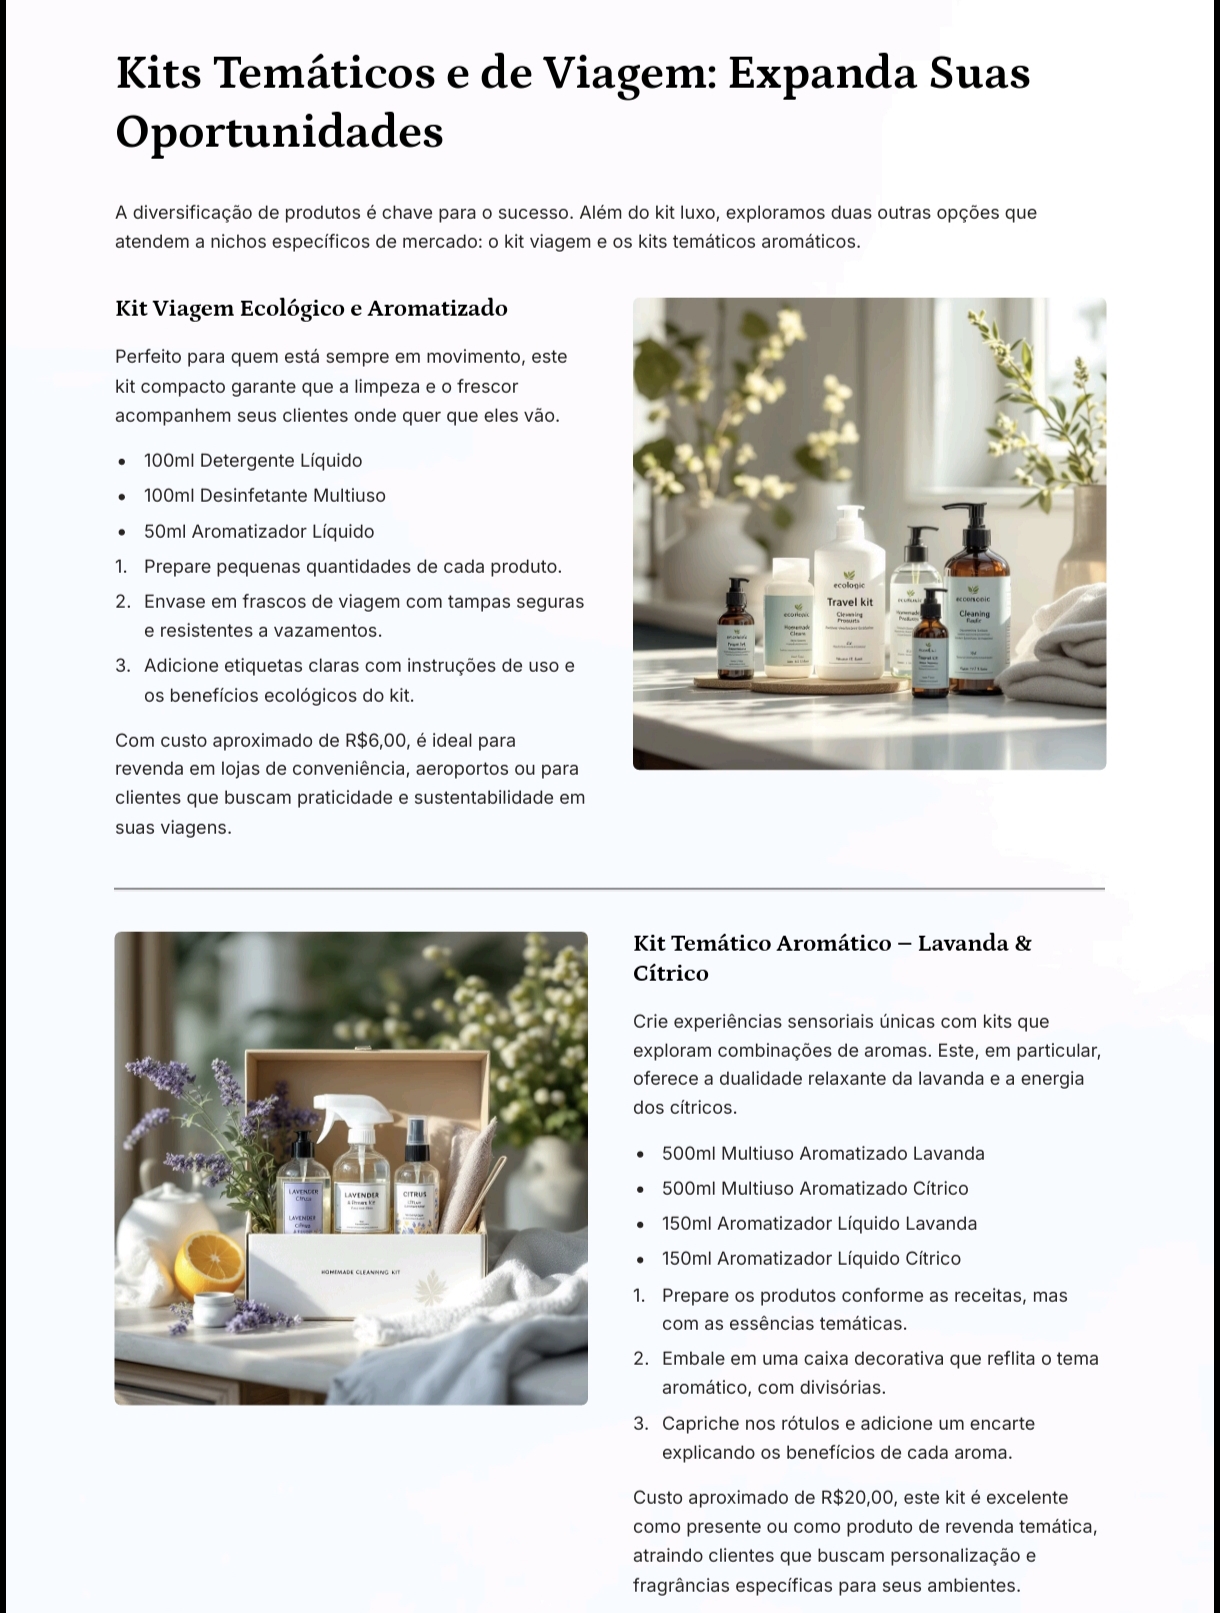 Kits Temáticos e de Viagem: Expanda Suas
Oportunidades
A diversificação de produtos é chave para o sucesso. Além do kit luxo, exploramos duas outras opções que
atendem a nichos específicos de mercado: o kit viagem e os kits temáticos aromáticos.
Kit Viagem Ecológico e Aromatizado
Perfeito para quem está sempre em movimento, este
kit compacto garante que a limpeza e o frescor
acompanhem seus clientes onde quer que eles vão.
• 100ml Detergente Líquido
• 100ml Desinfetante Multiuso
• 50ml Aromatizador Líquido
1. Prepare pequenas quantidades de cada produto.
2. Envase em frascos de viagem com tampas seguras
e resistentes a vazamentos.
3. Adicione etiquetas claras com instruções de uso e
os benefícios ecológicos do kit.
Com custo aproximado de R$6,00, é ideal para
revenda em lojas de conveniência, aeroportos ou para
clientes que buscam praticidade e sustentabilidade em
suas viagens.
ecologic
Travel kit
Cleaning
LAVENDER
LAVENDER
LAVENDER
CITRUS
HOMEMADE CLEANNING KIT
Kit Temático Aromático – Lavanda &
Cítrico
Crie experiências sensoriais únicas com kits que
exploram combinações de aromas. Este, em particular,
oferece a dualidade relaxante da lavanda e a energia
dos cítricos.
• 500ml Multiuso Aromatizado Lavanda
• 500ml Multiuso Aromatizado Cítrico
• 150ml Aromatizador Líquido Lavanda
• 150ml Aromatizador Líquido Cítrico
1. Prepare os produtos conforme as receitas, mas
com as essências temáticas.
2. Embale em uma caixa decorativa que reflita o tema
aromático, com divisórias.
3. Capriche nos rótulos e adicione um encarte
explicando os benefícios de cada aroma.
Custo aproximado de R$20,00, este kit é excelente
como presente ou como produto de revenda temática,
atraindo clientes que buscam personalização e
fragrâncias específicas para seus ambientes.